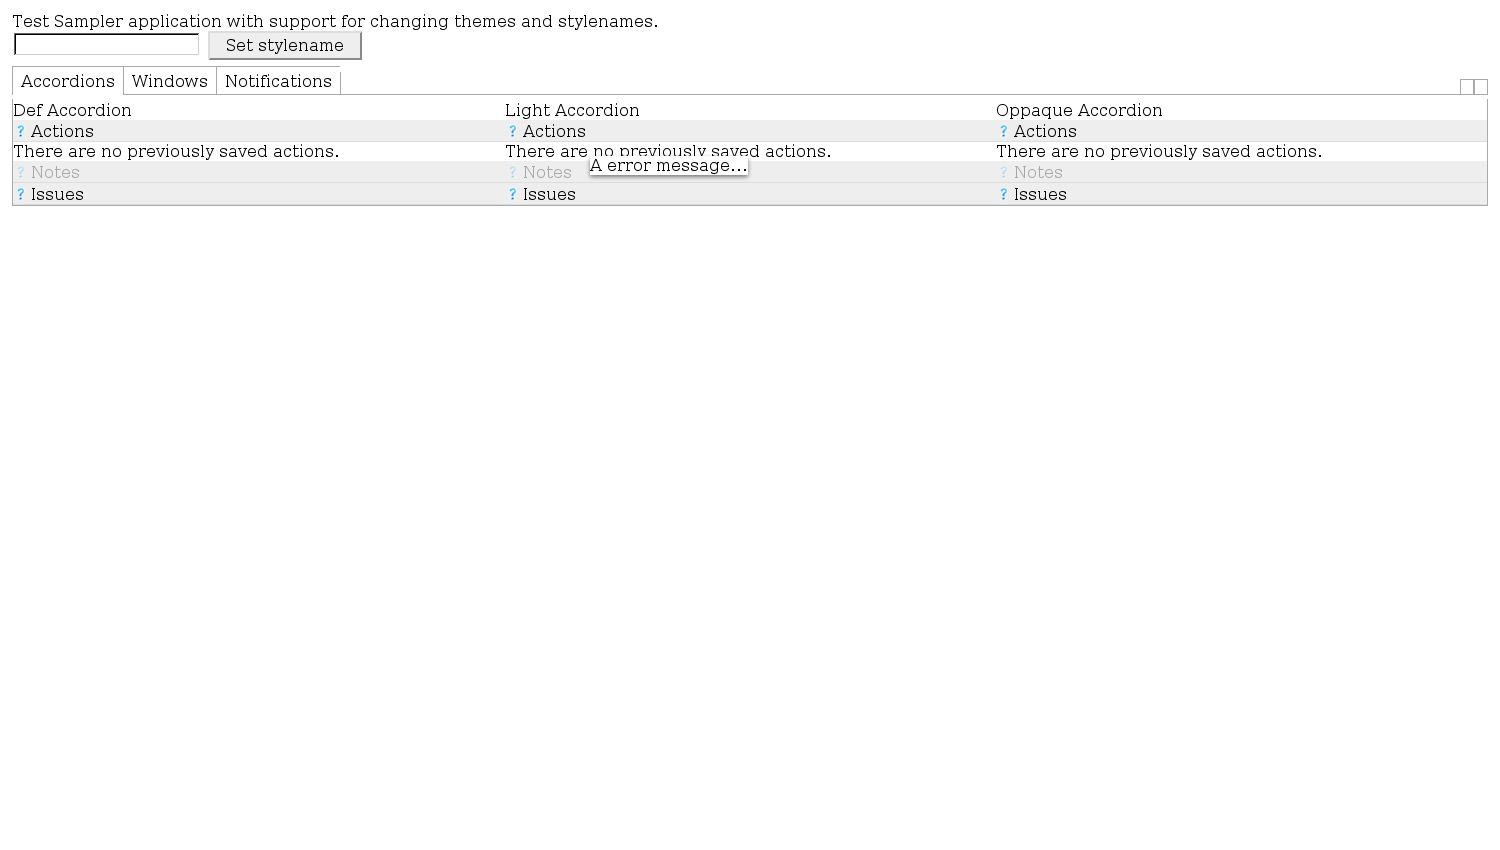 Test Sampler application with support for changing themes and stylenames.
Set stylename
Accordions Windows Notifications
Def Accordion Light Accordion Oppaque Accordion
? Actions ? Actions ? Actions
There are no previously saved actions. There are no previously saved actions. There are no previously saved actions.
A error message...
? Notes ? Notes ? Notes
? Issues ? Issues ? Issues